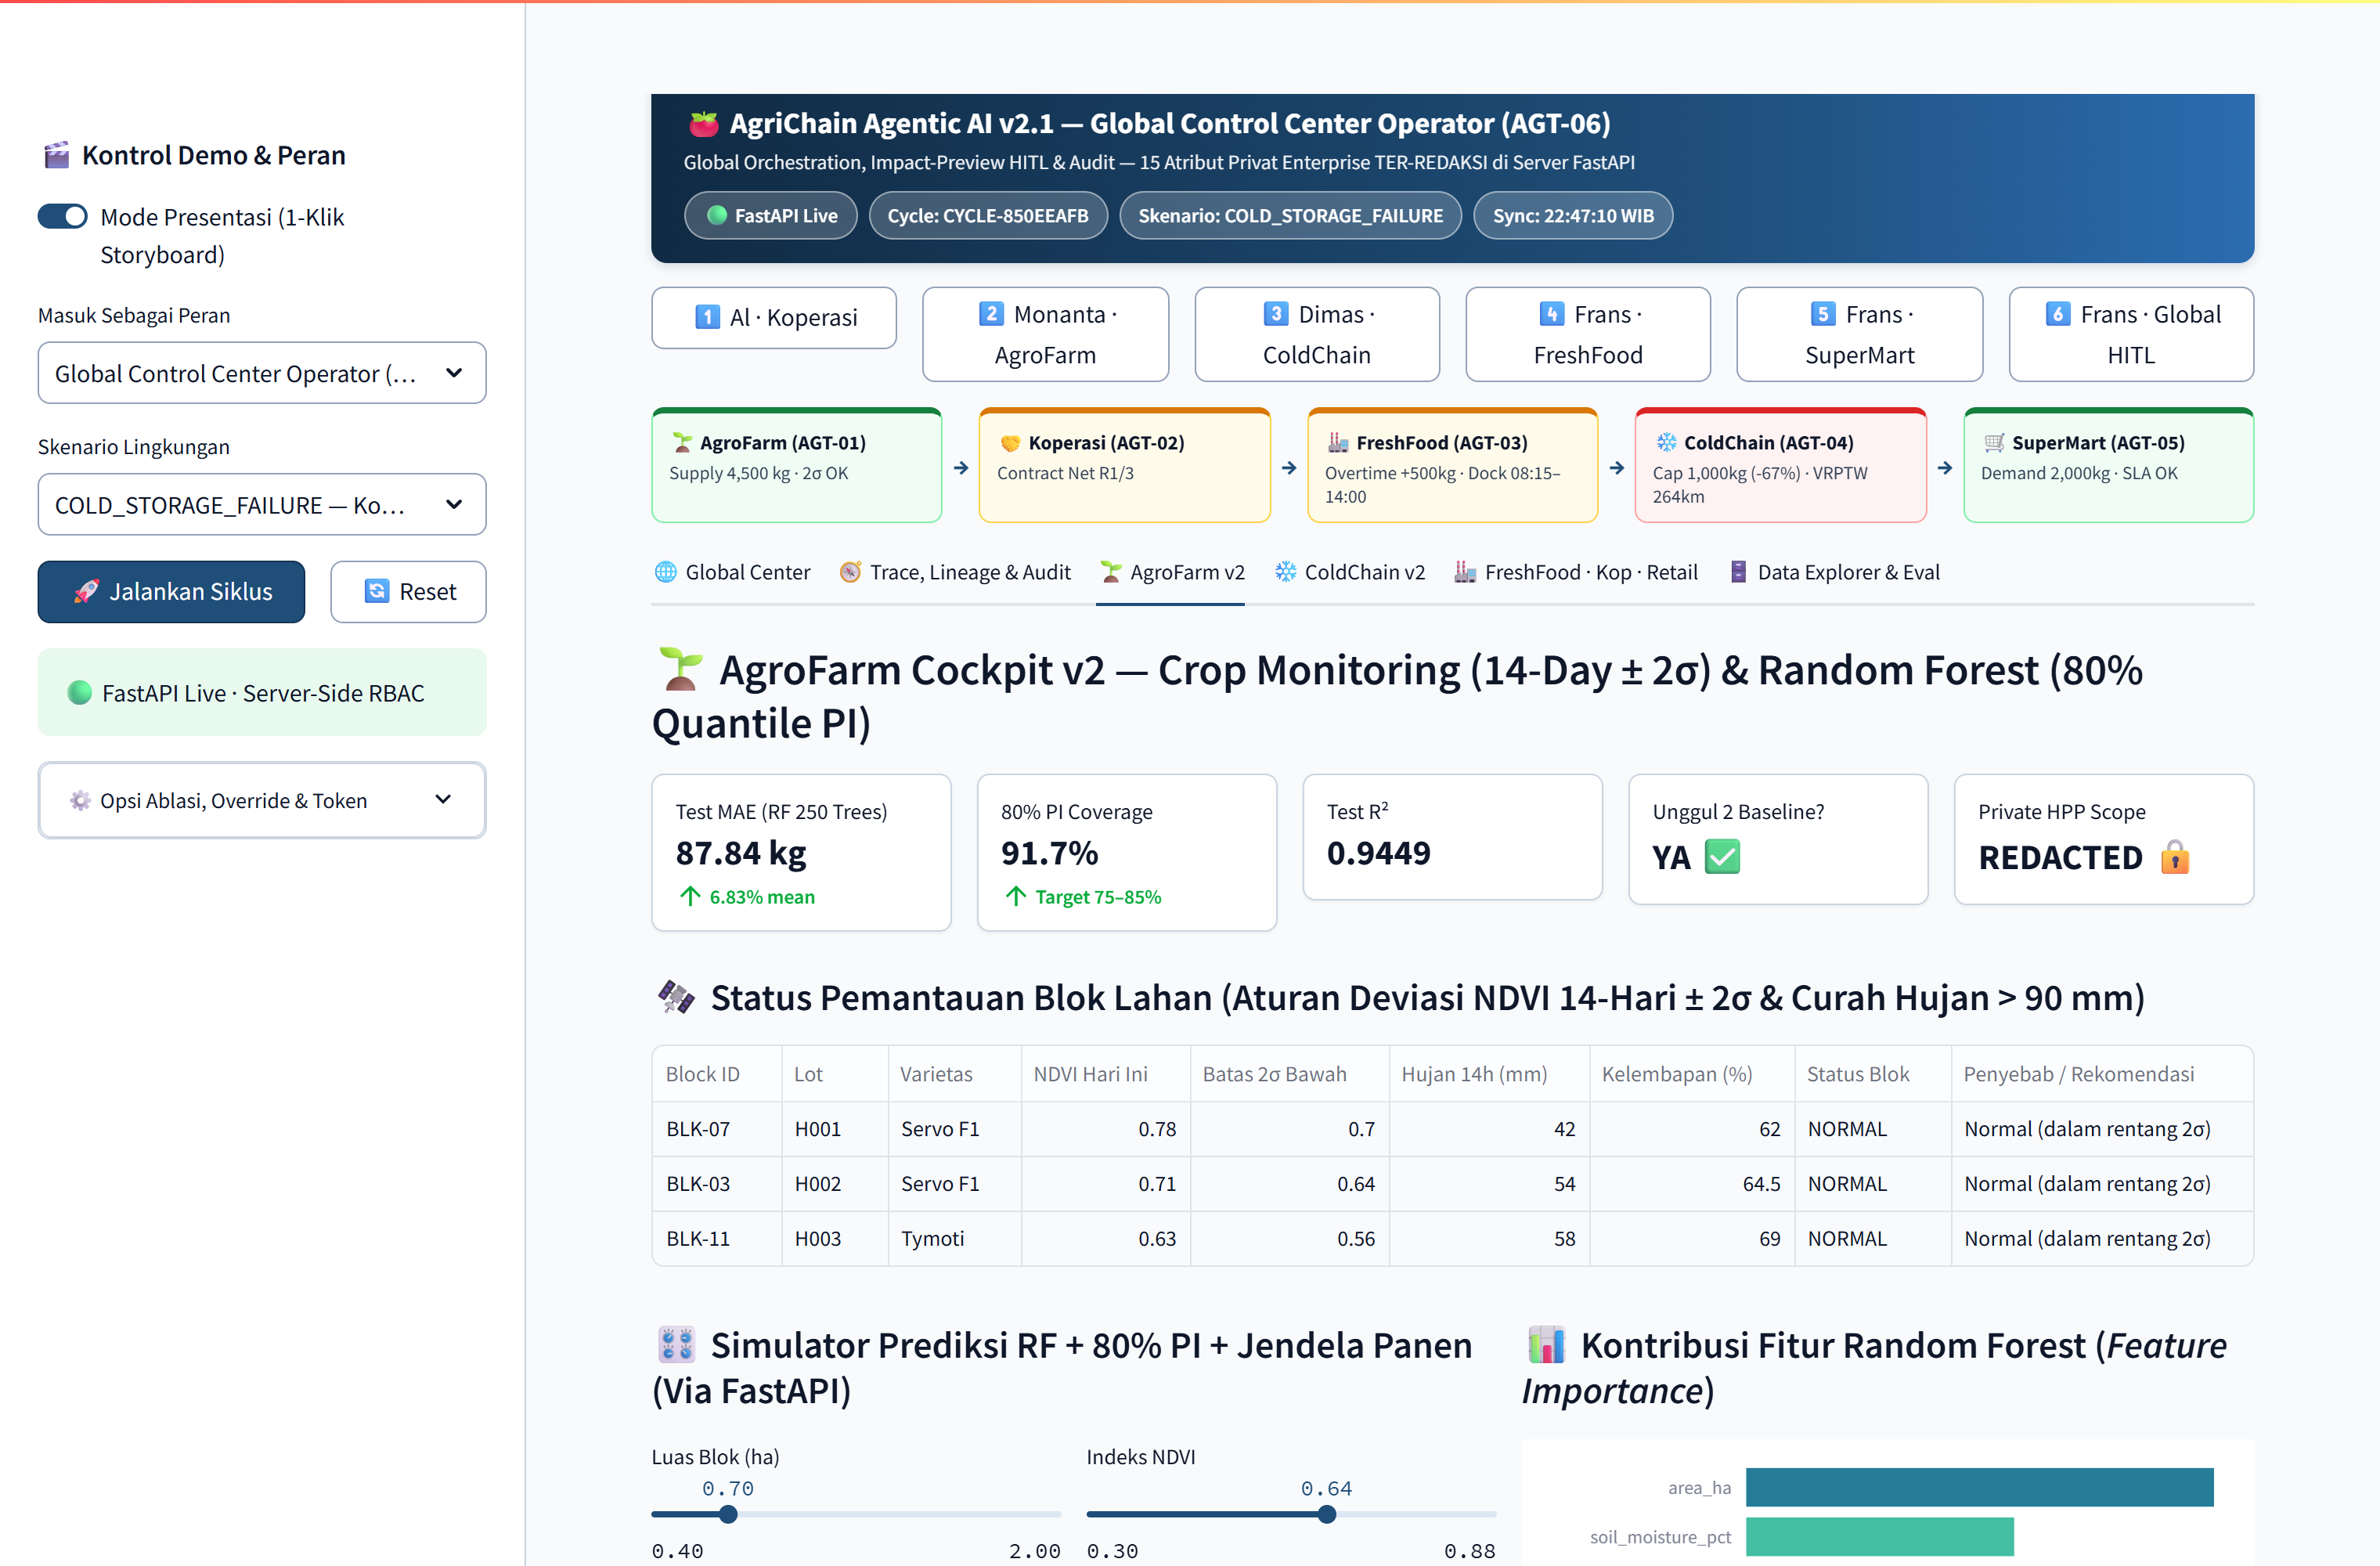 🎬 Kontrol Demo & Peran
Mode Presentasi (1-Klik
Storyboard)
Masuk Sebagai Peran
Global Control Center Operator (...
Skenario Lingkungan
COLD_STORAGE_FAILURE — Ko...
🚀 Jalankan Siklus
🔄 Reset
🟢 FastAPI Live · Server-Side RBAC
⚙️ Opsi Ablasi, Override & Token
🍅 AgriChain Agentic AI v2.1 — Global Control Center Operator (AGT-06)
Global Orchestration, Impact-Preview HITL & Audit — 15 Atribut Privat Enterprise TER-REDAKSI di Server FastAPI
🟢 FastAPI Live
Cycle: CYCLE-850EEAFB
Skenario: COLD_STORAGE_FAILURE
Sync: 22:47:10 WIB
1️⃣ Al · Koperasi
2️⃣ Monanta ·
AgroFarm
3️⃣ Dimas ·
ColdChain
4️⃣ Frans ·
FreshFood
5️⃣ Frans ·
SuperMart
6️⃣ Frans · Global
HITL
🌱 AgroFarm (AGT-01)
Supply 4,500 kg · 2σ OK
→
🤝 Koperasi (AGT-02)
Contract Net R1/3
→
🏭 FreshFood (AGT-03)
Overtime +500kg · Dock 08:15–
14:00
→
❄️ ColdChain (AGT-04)
Cap 1,000kg (-67%) · VRPTW
264km
→
🛒 SuperMart (AGT-05)
Demand 2,000kg · SLA OK
🌐 Global Center
🧭 Trace, Lineage & Audit
🌱 AgroFarm v2
❄️ ColdChain v2
🏭 FreshFood · Kop · Retail
🗄️ Data Explorer & Eval
🌱 AgroFarm Cockpit v2 — Crop Monitoring (14-Day ± 2σ) & Random Forest (80%
Quantile PI)
Test MAE (RF 250 Trees)
87.84 kg
↑ 6.83% mean
80% PI Coverage
91.7%
↑ Target 75–85%
Test R²
0.9449
Unggul 2 Baseline?
YA ✅
Private HPP Scope
REDACTED 🔒
🛰️ Status Pemantauan Blok Lahan (Aturan Deviasi NDVI 14-Hari ± 2σ & Curah Hujan > 90 mm)
Block ID Lot Varietas NDVI Hari Ini Batas 2σ Bawah Hujan 14h (mm) Kelembapan (%) Status Blok Penyebab / Rekomendasi
BLK-07 H001 Servo F1 0.78 0.7 42 62 NORMAL Normal (dalam rentang 2σ)
BLK-03 H002 Servo F1 0.71 0.64 54 64.5 NORMAL Normal (dalam rentang 2σ)
BLK-11 H003 Tymoti 0.63 0.56 58 69 NORMAL Normal (dalam rentang 2σ)
🎛️ Simulator Prediksi RF + 80% PI + Jendela Panen
(Via FastAPI)
Luas Blok (ha)
0.70
0.40 2.00
Indeks NDVI
0.64
0.30 0.88
📊 Kontribusi Fitur Random Forest (Feature
Importance)
area_ha
soil_moisture_pct